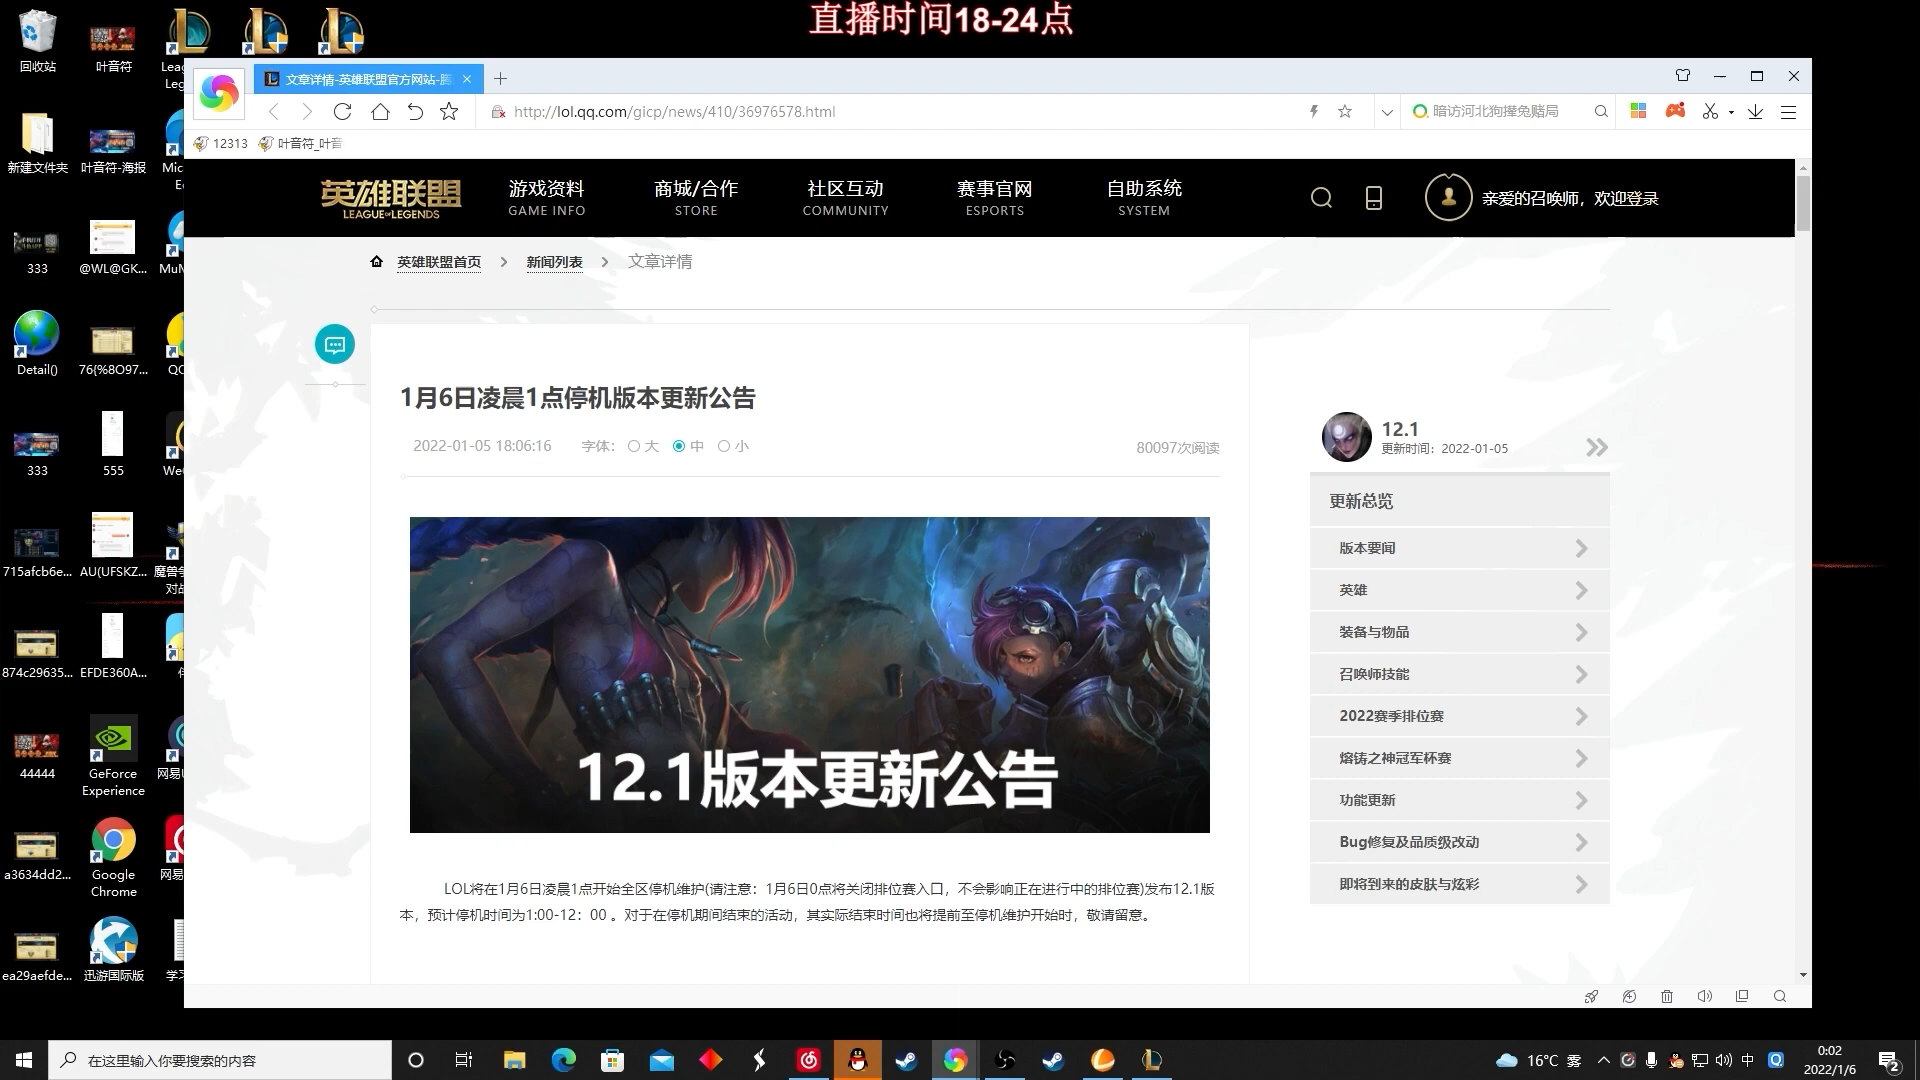 直播时间18-24点
回收站
叶音符
新建文件夹
叶音符-海报
333
@WL@GK...
Detail()
76{%8O97...
333
555
715afcb6e...
AU(UFSKZ...
874c29635...
EFDE360A...
44444
GeForce
Experience
a3634dd2...
Google
Chrome
ea29aefde...
迅游国际版
文章详情-英雄联盟官方网站-腾
http://lol.qq.com/gicp/news/410/36976578.html
暗访河北狗撵兔赌局
12313
叶音符_叶音
英雄联盟
LEAGUE of LEGENDS
游戏资料
GAME INFO
商城/合作
STORE
社区互动
COMMUNITY
赛事官网
ESPORTS
自助系统
SYSTEM
亲爱的召唤师，欢迎登录
英雄联盟首页
新闻列表
文章详情
1月6日凌晨1点停机版本更新公告
2022-01-05 18:06:16 字体： 大 中 小
80097次阅读
12.1版本更新公告
LOL将在1月6日凌晨1点开始全区停机维护(请注意：1月6日0点将关闭排位赛入口，不会影响正在进行中的排位赛)发布12.1版
本，预计停机时间为1:00-12：00 。对于在停机期间结束的活动，其实际结束时间也将提前至停机维护开始时，敬请留意。
12.1
更新时间：2022-01-05
更新总览
版本要闻
英雄
装备与物品
召唤师技能
2022赛季排位赛
熔铸之神冠军杯赛
功能更新
Bug修复及品质级改动
即将到来的皮肤与炫彩
在这里输入你要搜索的内容
16°C 雾
中
0:02
2022/1/6
2